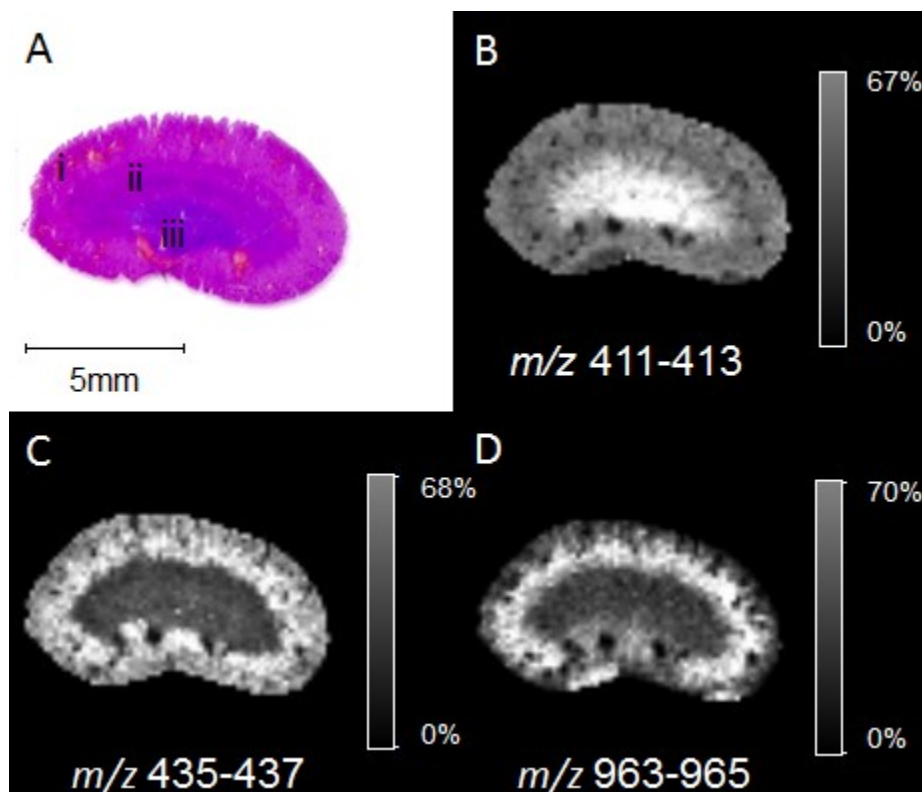 A
i
ii
iii
5mm
B
67%
0%
m/z 411-413
C
68%
0%
m/z 435-437
D
70%
0%
m/z 963-965